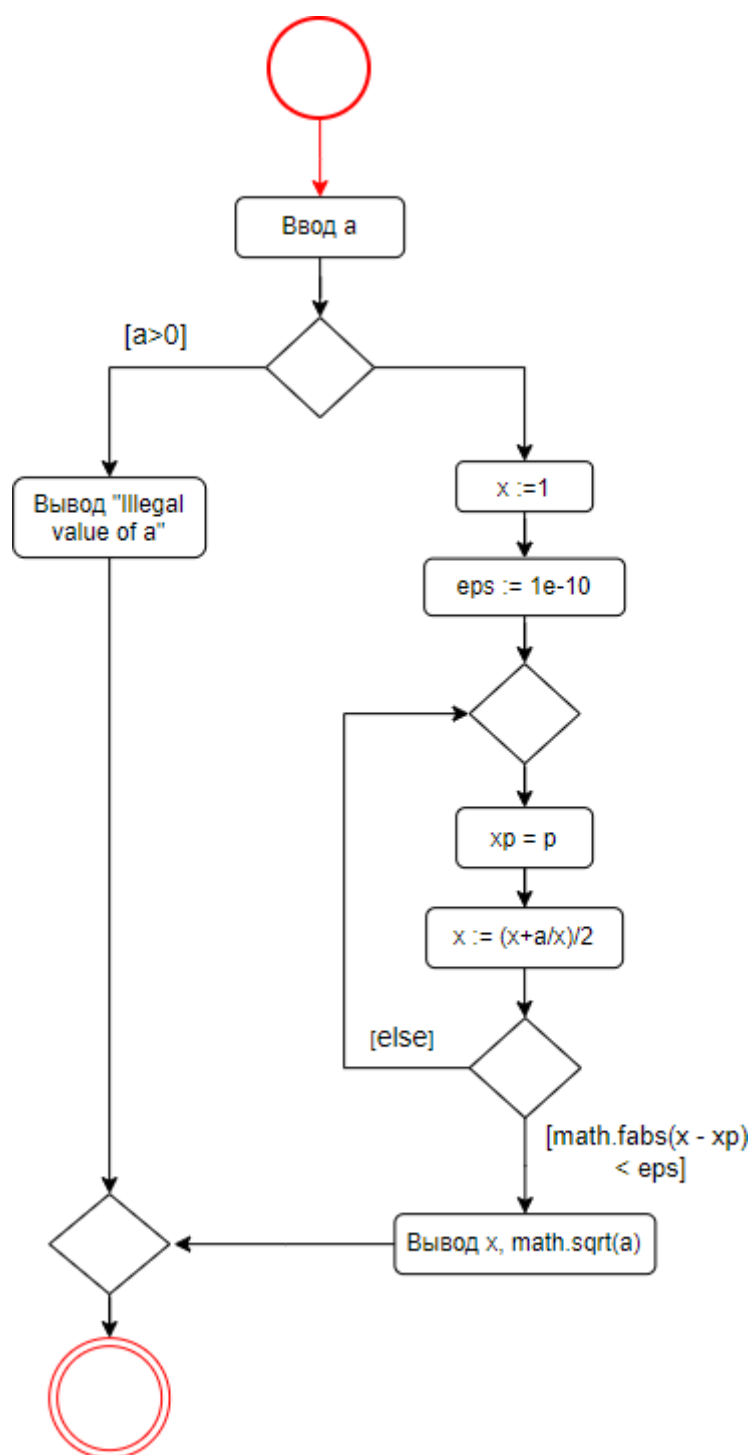 Ввод a
[a>0]
x :=1
Вывод "Illegal
value of a"
eps := 1e-10
xp = p
x := (x+a/x)/2
[else]
[math.fabs(x - xp)
< eps]
Вывод x, math.sqrt(a)